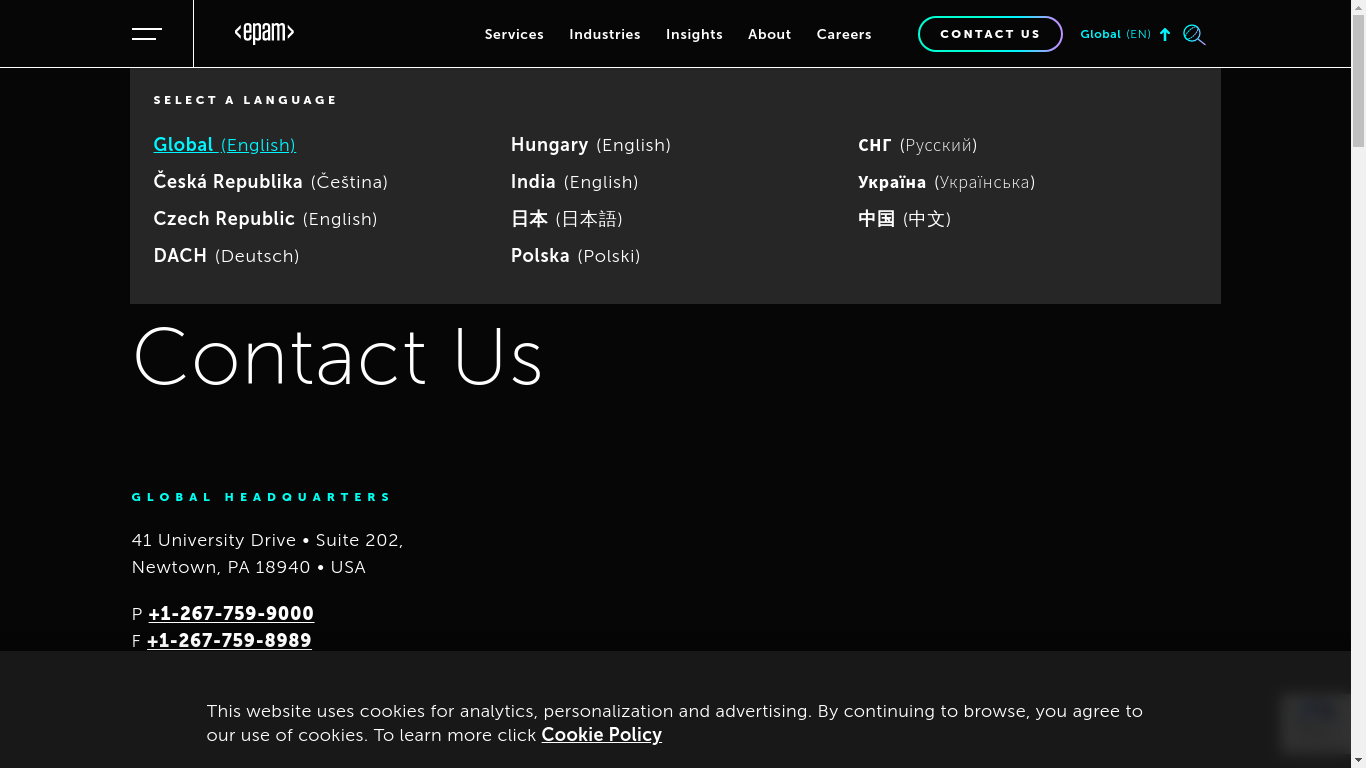 <epam>
Services Industries Insights About Careers CONTACT US Global (EN)
SELECT A LANGUAGE
Global (English)
Česká Republika (Čeština)
Czech Republic (English)
DACH (Deutsch)
Hungary (English)
India (English)
日本 (日本語)
Polska (Polski)
СНГ (Русский)
Україна (Українська)
中国 (中文)
Contact Us
GLOBAL HEADQUARTERS
41 University Drive • Suite 202,
Newtown, PA 18940 • USA
P +1-267-759-9000
F +1-267-759-8989
This website uses cookies for analytics, personalization and advertising. By continuing to browse, you agree to
our use of cookies. To learn more click Cookie Policy